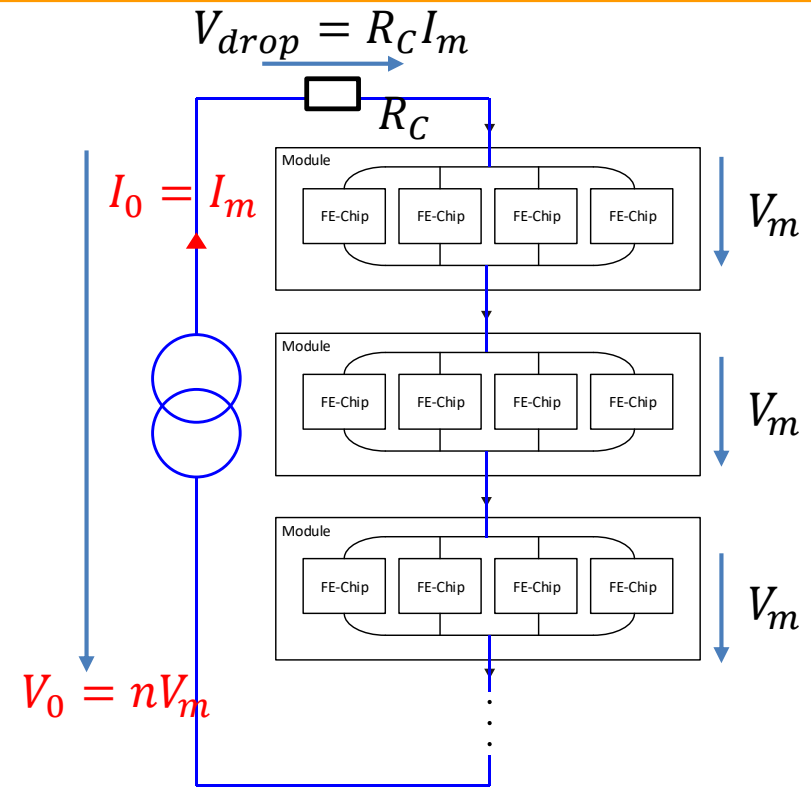 V_drop = R_C I_m
R_C
Module
I_0 = I_m
FE-Chip FE-Chip FE-Chip FE-Chip
V_m
Module
FE-Chip FE-Chip FE-Chip FE-Chip
V_m
Module
FE-Chip FE-Chip FE-Chip FE-Chip
V_m
V_0 = nV_m